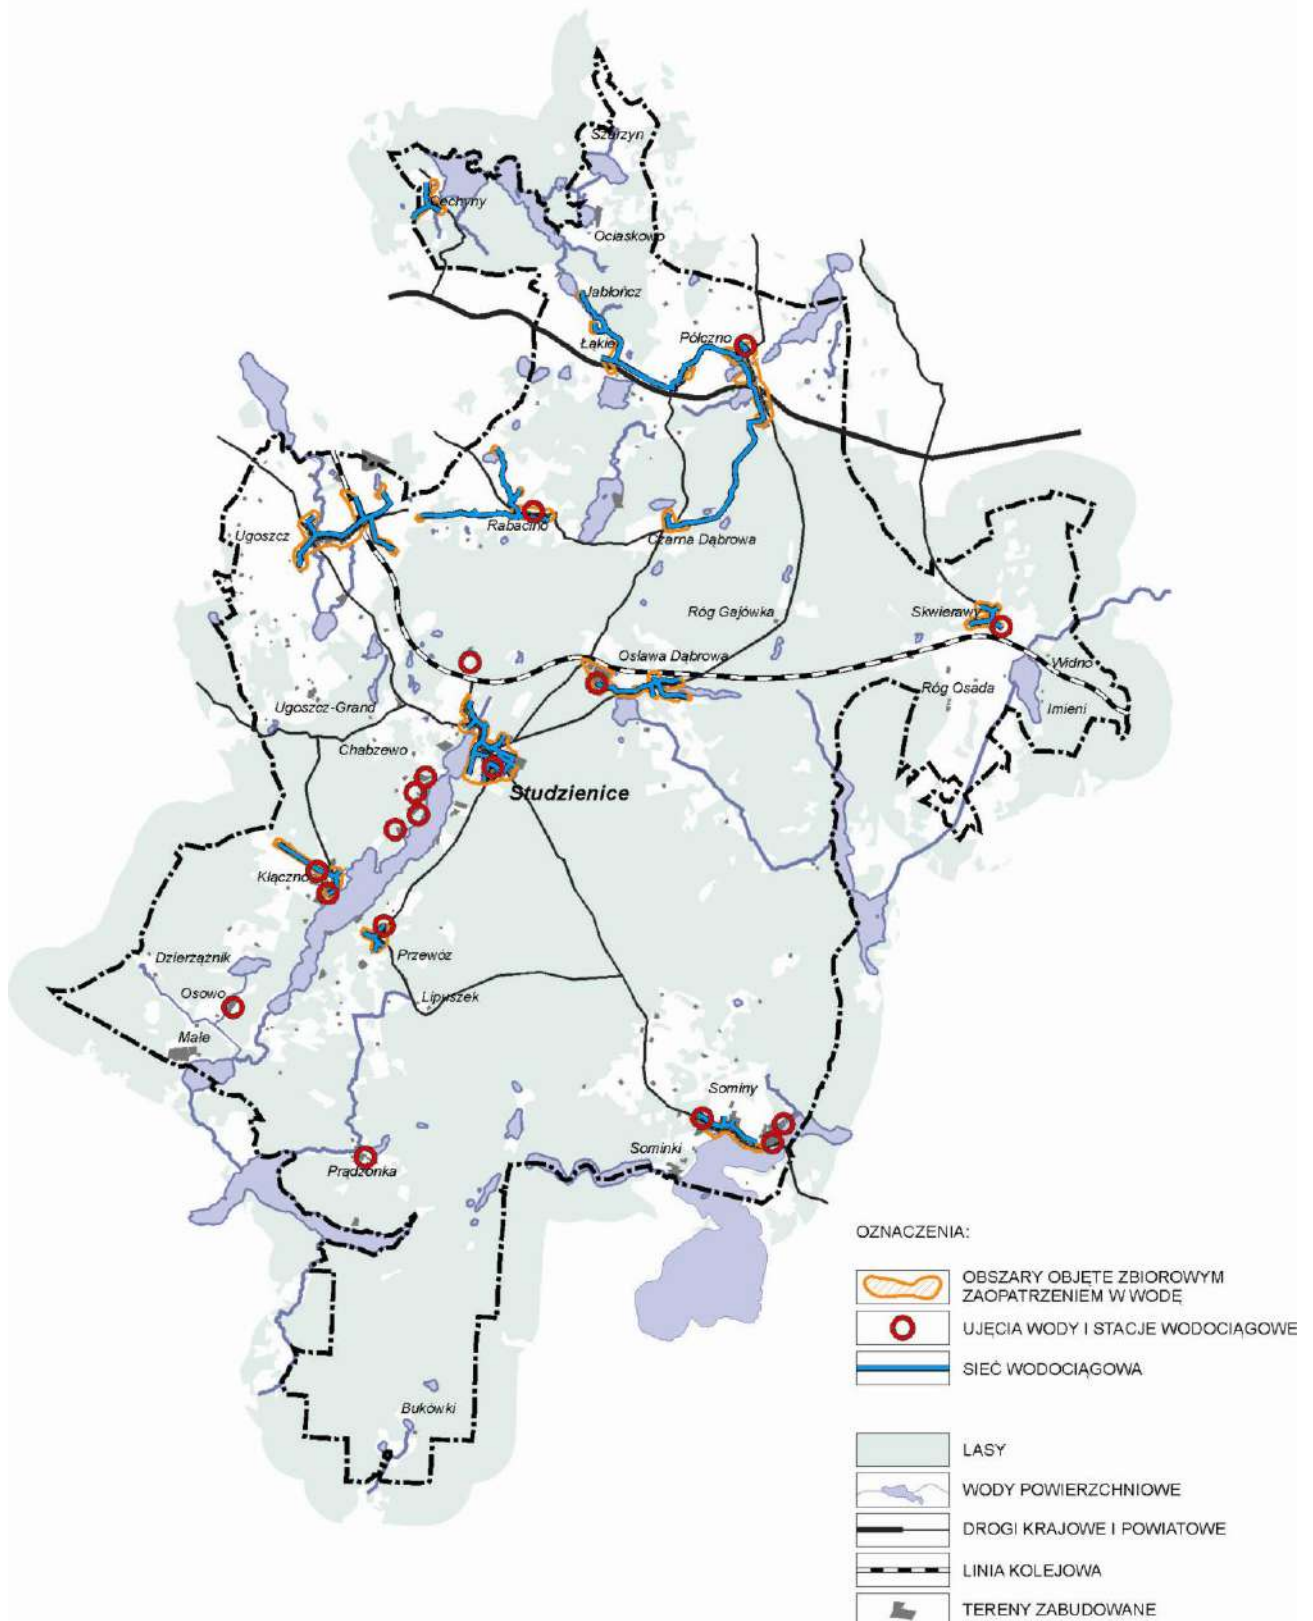 Szarzyn
Cechyny
Ociaskowo
Jabłończ
Półczno
Łąkie
Rabacino
Ugoszcz
Czarna Dąbrowa
Róg Gajówka
Skwierawy
Osława Dąbrowa
Widno
Róg Osada
Ugoszcz-Grand
Imieni
Chabzewo
Studzienice
Kłączno
Przewóz
Dzierżążnik
Osowo
Lipuszek
Małe
Sominy
Sominki
Prądzonka
Bukówki
OZNACZENIA:
OBSZARY OBJĘTE ZBIOROWYM
ZAOPATRZENIEM W WODĘ
UJĘCIA WODY I STACJE WODOCIĄGOWE
SIEĆ WODOCIĄGOWA
LASY
WODY POWIERZCHNIOWE
DROGI KRAJOWE I POWIATOWE
LINIA KOLEJOWA
TERENY ZABUDOWANE